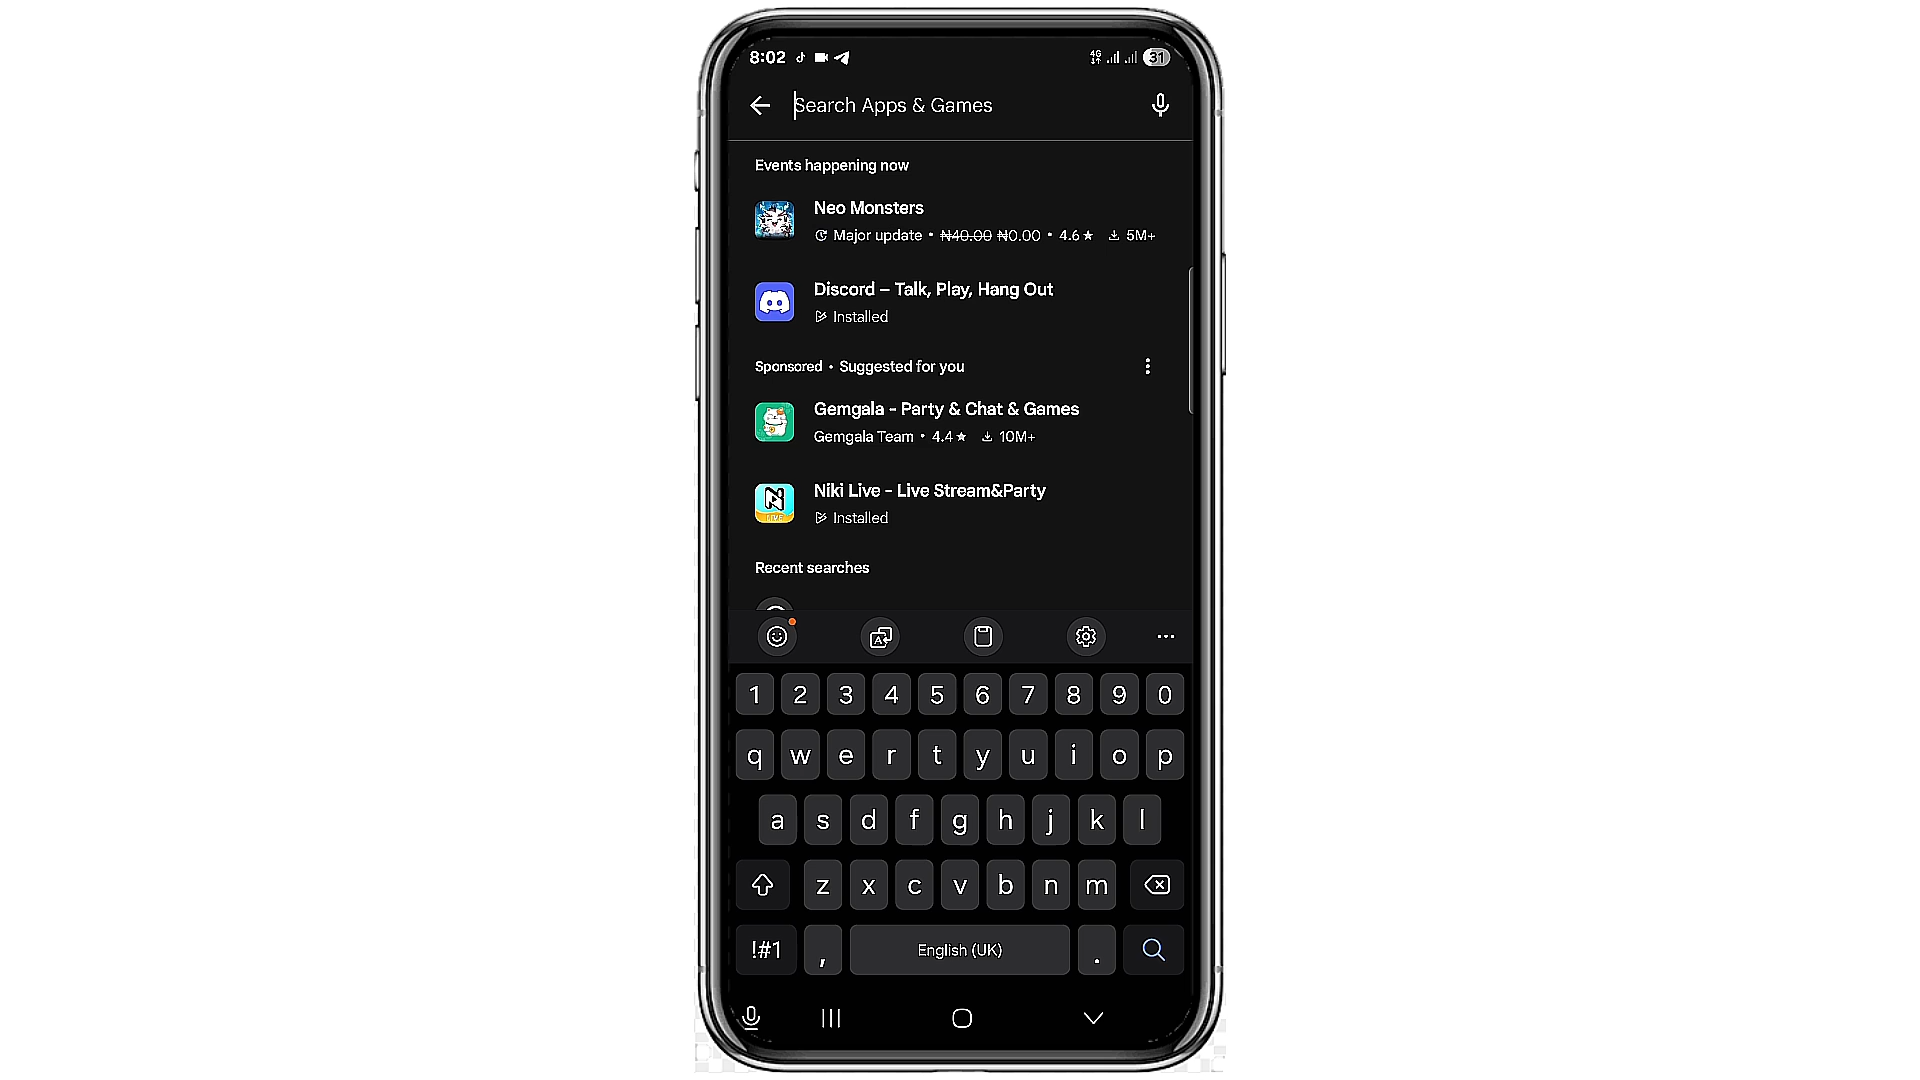 8:02 4G 31
Search Apps & Games
Events happening now
Neo Monsters
Major update • ₦40.00 ₦0.00 • 4.6★ 5M+
Discord – Talk, Play, Hang Out
Installed
Sponsored • Suggested for you
Gemgala - Party & Chat & Games
Gemgala Team • 4.4★ 10M+
Niki Live - Live Stream&Party
LIVE
Installed
Recent searches
1 2 3 4 5 6 7 8 9 0
q w e r t y u i o p
a s d f g h j k l
z x c v b n m
!#1 , English (UK) .